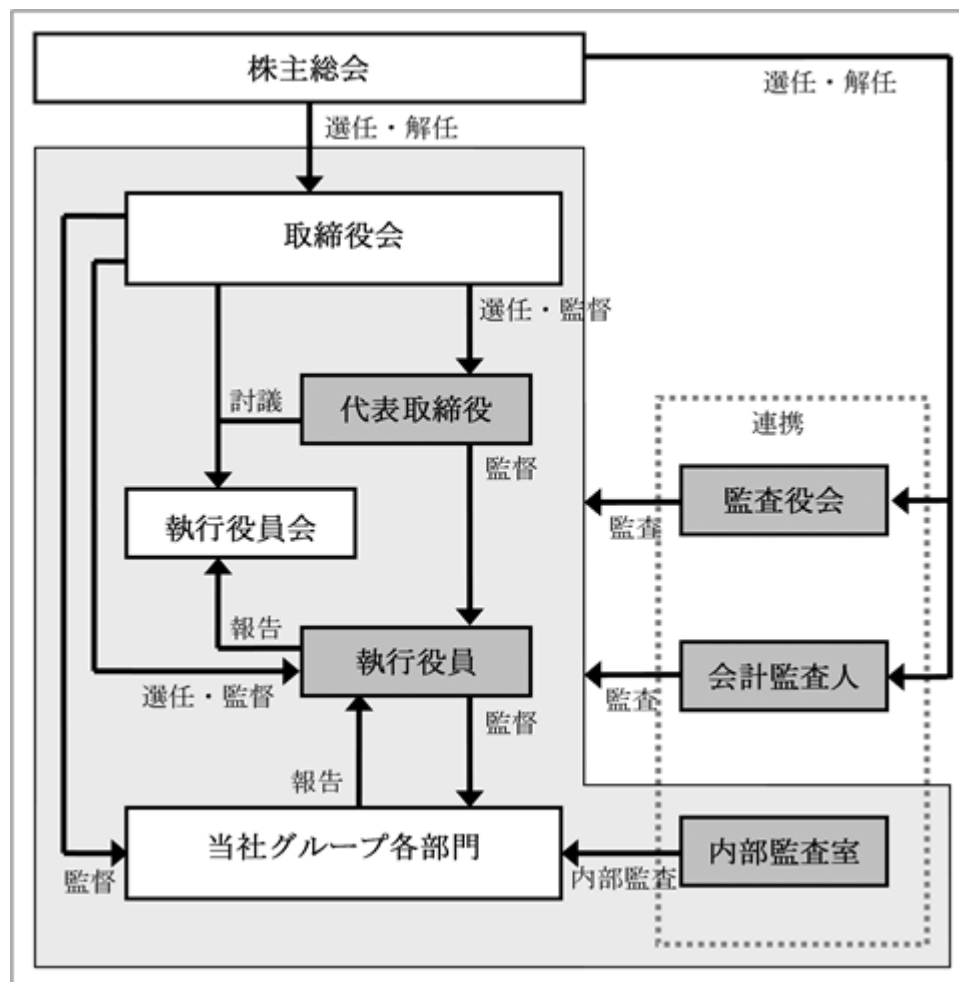 株主総会
選任・解任
選任・解任
取締役会
選任・監督
討議
代表取締役
連携
監督
監査役会
執行役員会
監査
報告
執行役員
会計監査人
選任・監督
監督
監査
報告
当社グループ各部門
内部監査室
監督
内部監査